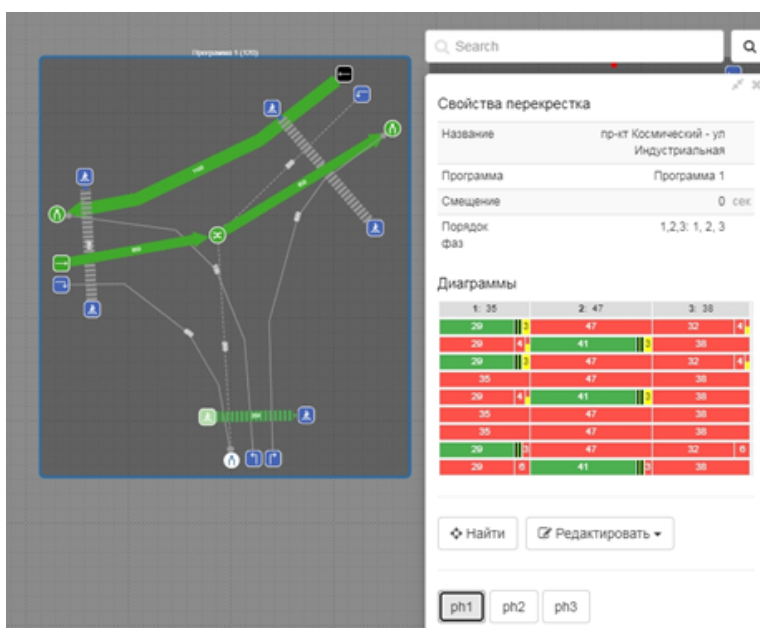 Программа 1 (120)
Search
Свойства перекрестка
Название пр-кт Космический - ул Индустриальная
Программа Программа 1
Смещение 0 сек
Порядок фаз 1,2,3: 1, 2, 3
Диаграммы
1: 35 2: 47 3: 38
29 3 47 32 4
29 4 41 3 38
29 3 47 32 4
35 47 38
29 4 41 3 38
35 47 38
35 47 38
29 3 47 32 6
29 6 41 3 38
Найти Редактировать
ph1 ph2 ph3